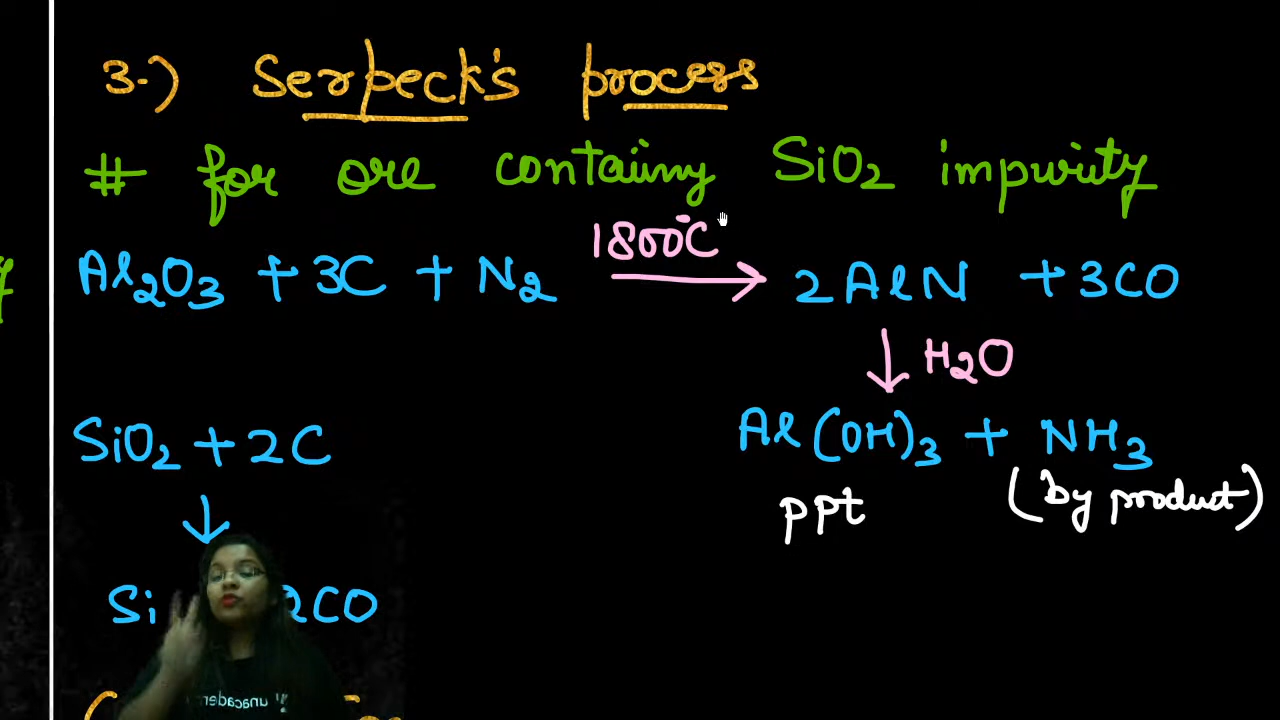 3.) Serpeck's process
# for ore containing SiO2 impurity
1800°C
Al2O3 + 3C + N2 → 2AlN + 3CO
↓ H2O
SiO2 + 2C
Al(OH)3 + NH3
ppt (by product)
↓
Si 2CO
unacadem